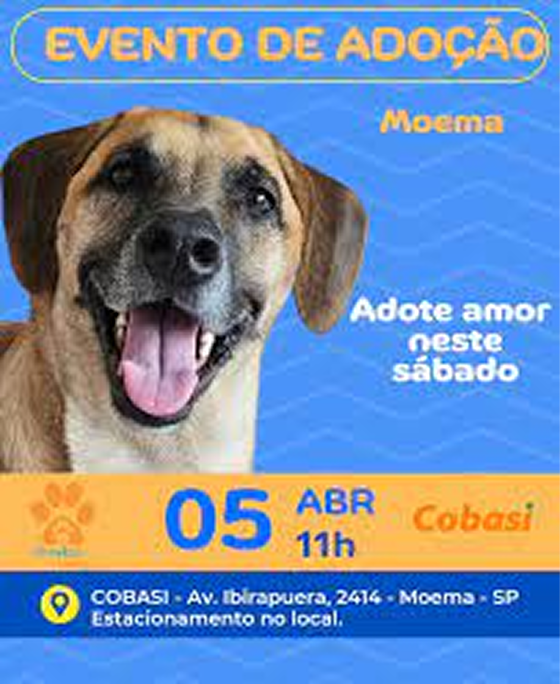 EVENTO DE ADOÇÃO
Moema
Adote amor
neste
sábado
05
ABR
11h
Cobasi
COBASI - Av. Ibirapuera, 2414 - Moema - SP
Estacionamento no local.